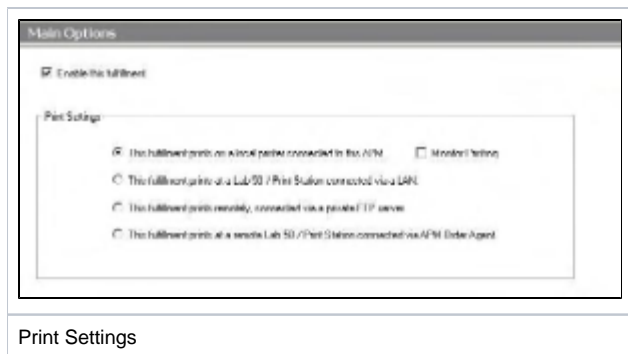 Main Options
Enable this fulfillment
Print Settings
This fulfillment prints on a local printer connected to this APM.
Monitor Printing
This fulfillment prints at a Lab 50 / Print Station connected via a LAN.
This fulfillment prints remotely, connected via a private FTP server.
This fulfillment prints at a remote Lab 50 / Print Station connected via APM Order Agent.
Print Settings